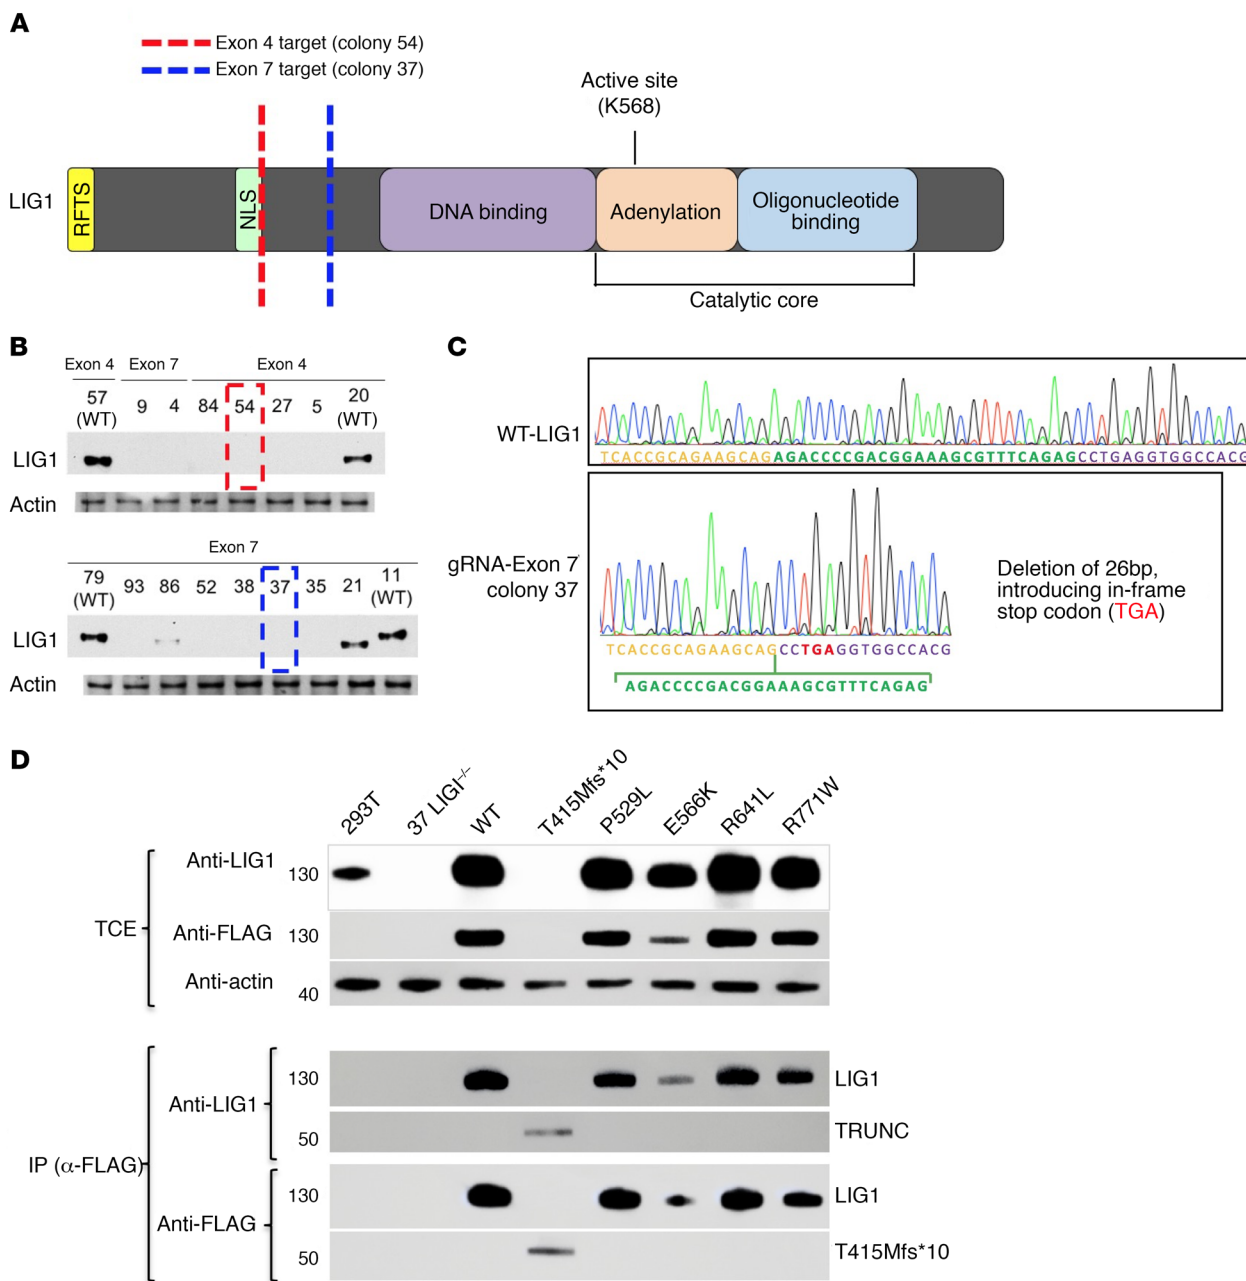 A
Exon 4 target (colony 54)
Exon 7 target (colony 37)
Active site
(K568)
LIG1
RFTS
NLS
DNA binding
Adenylation
Oligonucleotide
binding
Catalytic core
B
Exon 4 Exon 7 Exon 4
57 9 4 84 54 27 5 20
(WT) (WT)
LIG1
Actin
Exon 7
79 93 86 52 38 37 35 21 11
(WT) (WT)
LIG1
Actin
C
WT-LIG1
TCACCGCAGAAGCAGAGACCCCGACGGAAAGCGTTTCAGAGCCTGAGGTGGCCACG
gRNA-Exon 7
colony 37
TCACCGCAGAAGCAGCCTGAGGTGGCCACG
AGACCCCGACGGAAAGCGTTTCAGAG
Deletion of 26bp,
introducing in-frame
stop codon (TGA)
D
293T 37 LIGI-/- WT T415Mfs*10 P529L E566K R641L R771W
TCE
Anti-LIG1 130
Anti-FLAG 130
Anti-actin 40
IP (α-FLAG)
Anti-LIG1
130 LIG1
50 TRUNC
Anti-FLAG
130 LIG1
50 T415Mfs*10